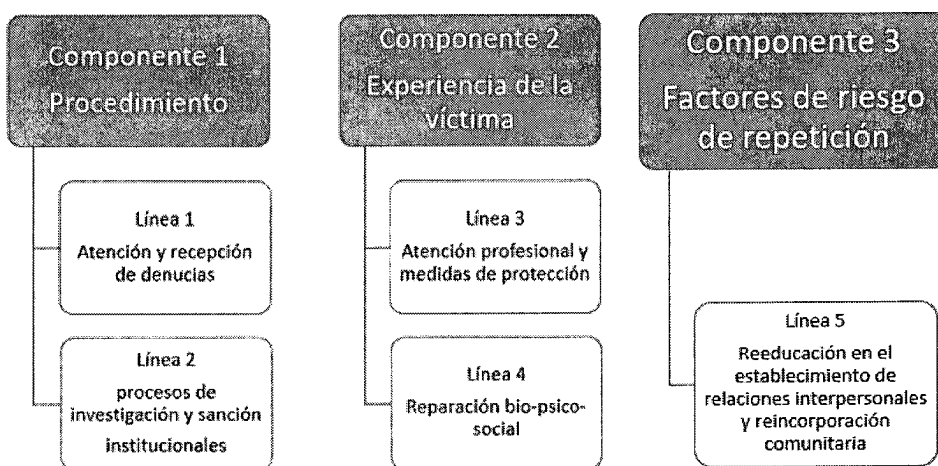 Componente 1
Procedimiento
Línea 1
Atención y recepción
de denucias
Línea 2
procesos de
investigación y sanción
institucionales
Componente 2
Experiencia de la
víctima
Línea 3
Atención profesional y
medidas de protección
Línea 4
Reparación bio-psico-
social
Componente 3
Factores de riesgo
de repetición
Línea 5
Reeducación en el
establecimiento de
relaciones interpersonales
y reincorporación
comunitaria